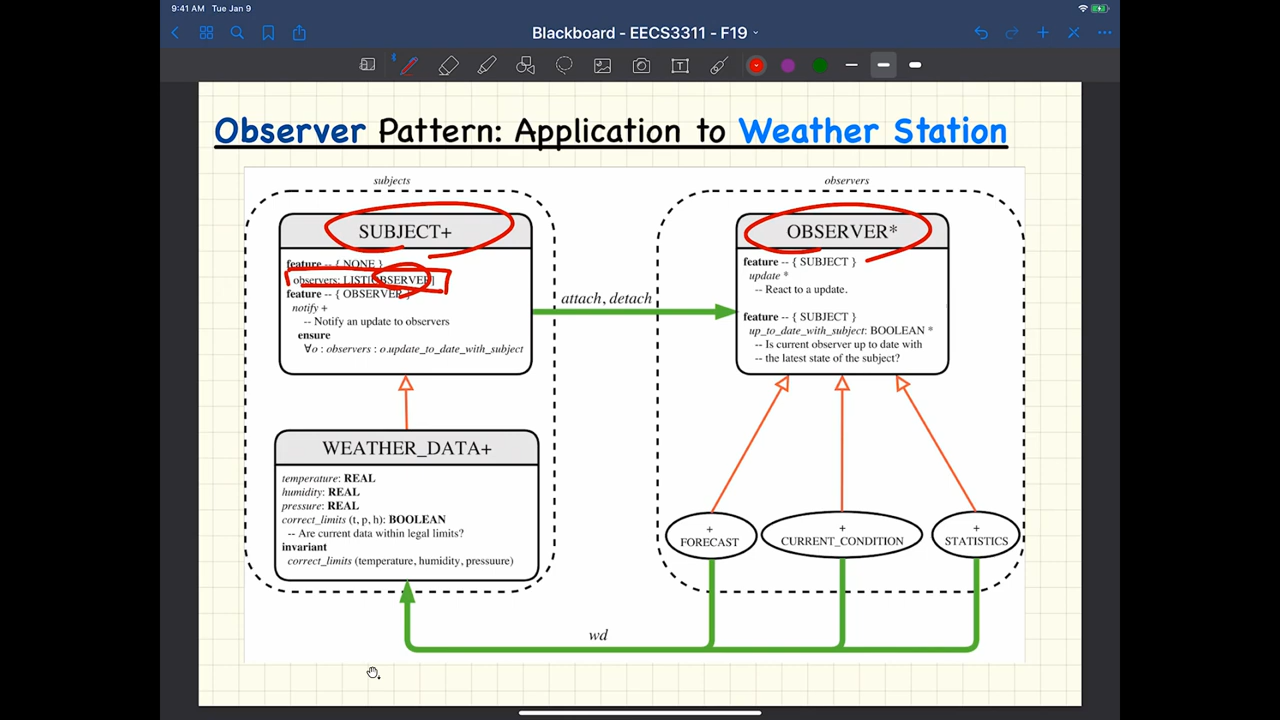 9:41 AM Tue Jan 9
Blackboard - EECS3311 - F19
Observer Pattern: Application to Weather Station
subjects
observers
SUBJECT+
feature -- { NONE }
observers: LIST[OBSERVER]
feature -- { OBSERVER }
notify +
-- Notify an update to observers
ensure
∀o : observers : o.update_to_date_with_subject
attach, detach
OBSERVER*
feature -- { SUBJECT }
update *
-- React to a update.
feature -- { SUBJECT }
up_to_date_with_subject: BOOLEAN *
-- Is current observer up to date with
-- the latest state of the subject?
WEATHER_DATA+
temperature: REAL
humidity: REAL
pressure: REAL
correct_limits (t, p, h): BOOLEAN
-- Are current data within legal limits?
invariant
correct_limits (temperature, humidity, pressuure)
+
FORECAST
+
CURRENT_CONDITION
+
STATISTICS
wd